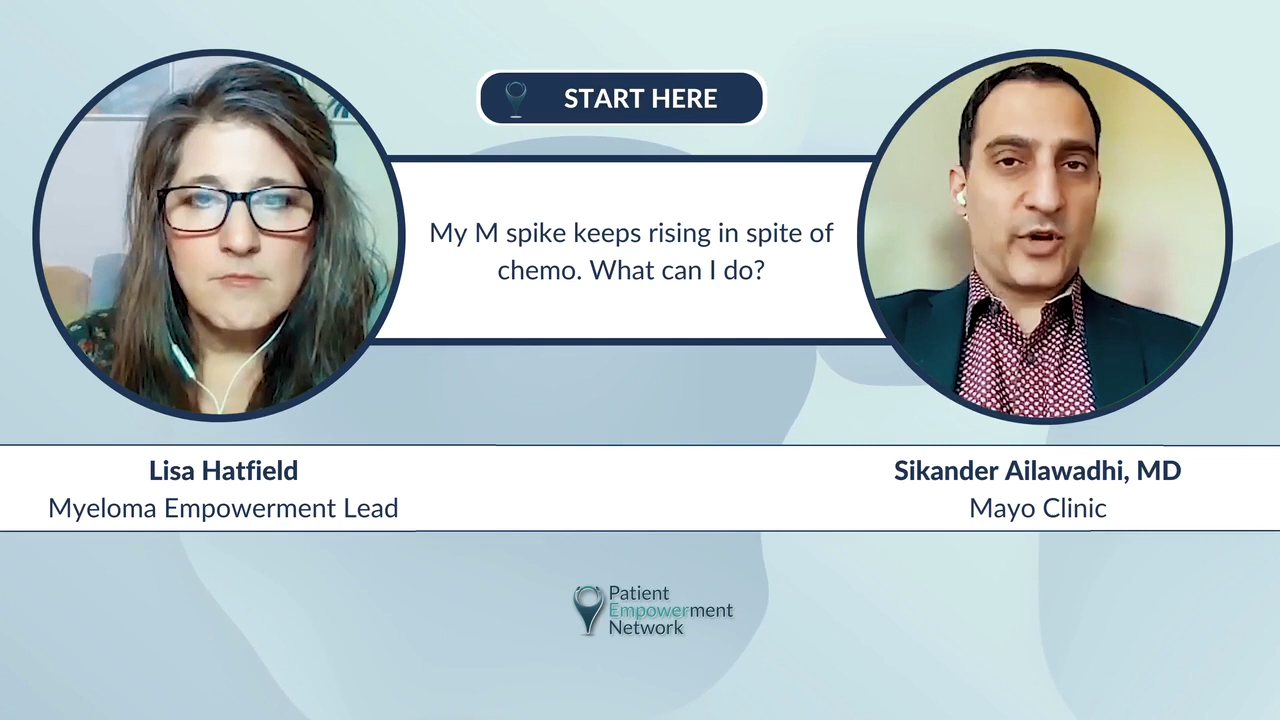 START HERE
My M spike keeps rising in spite of
chemo. What can I do?
Lisa Hatfield
Myeloma Empowerment Lead
Sikander Ailawadhi, MD
Mayo Clinic
Patient
Empowerment
Network